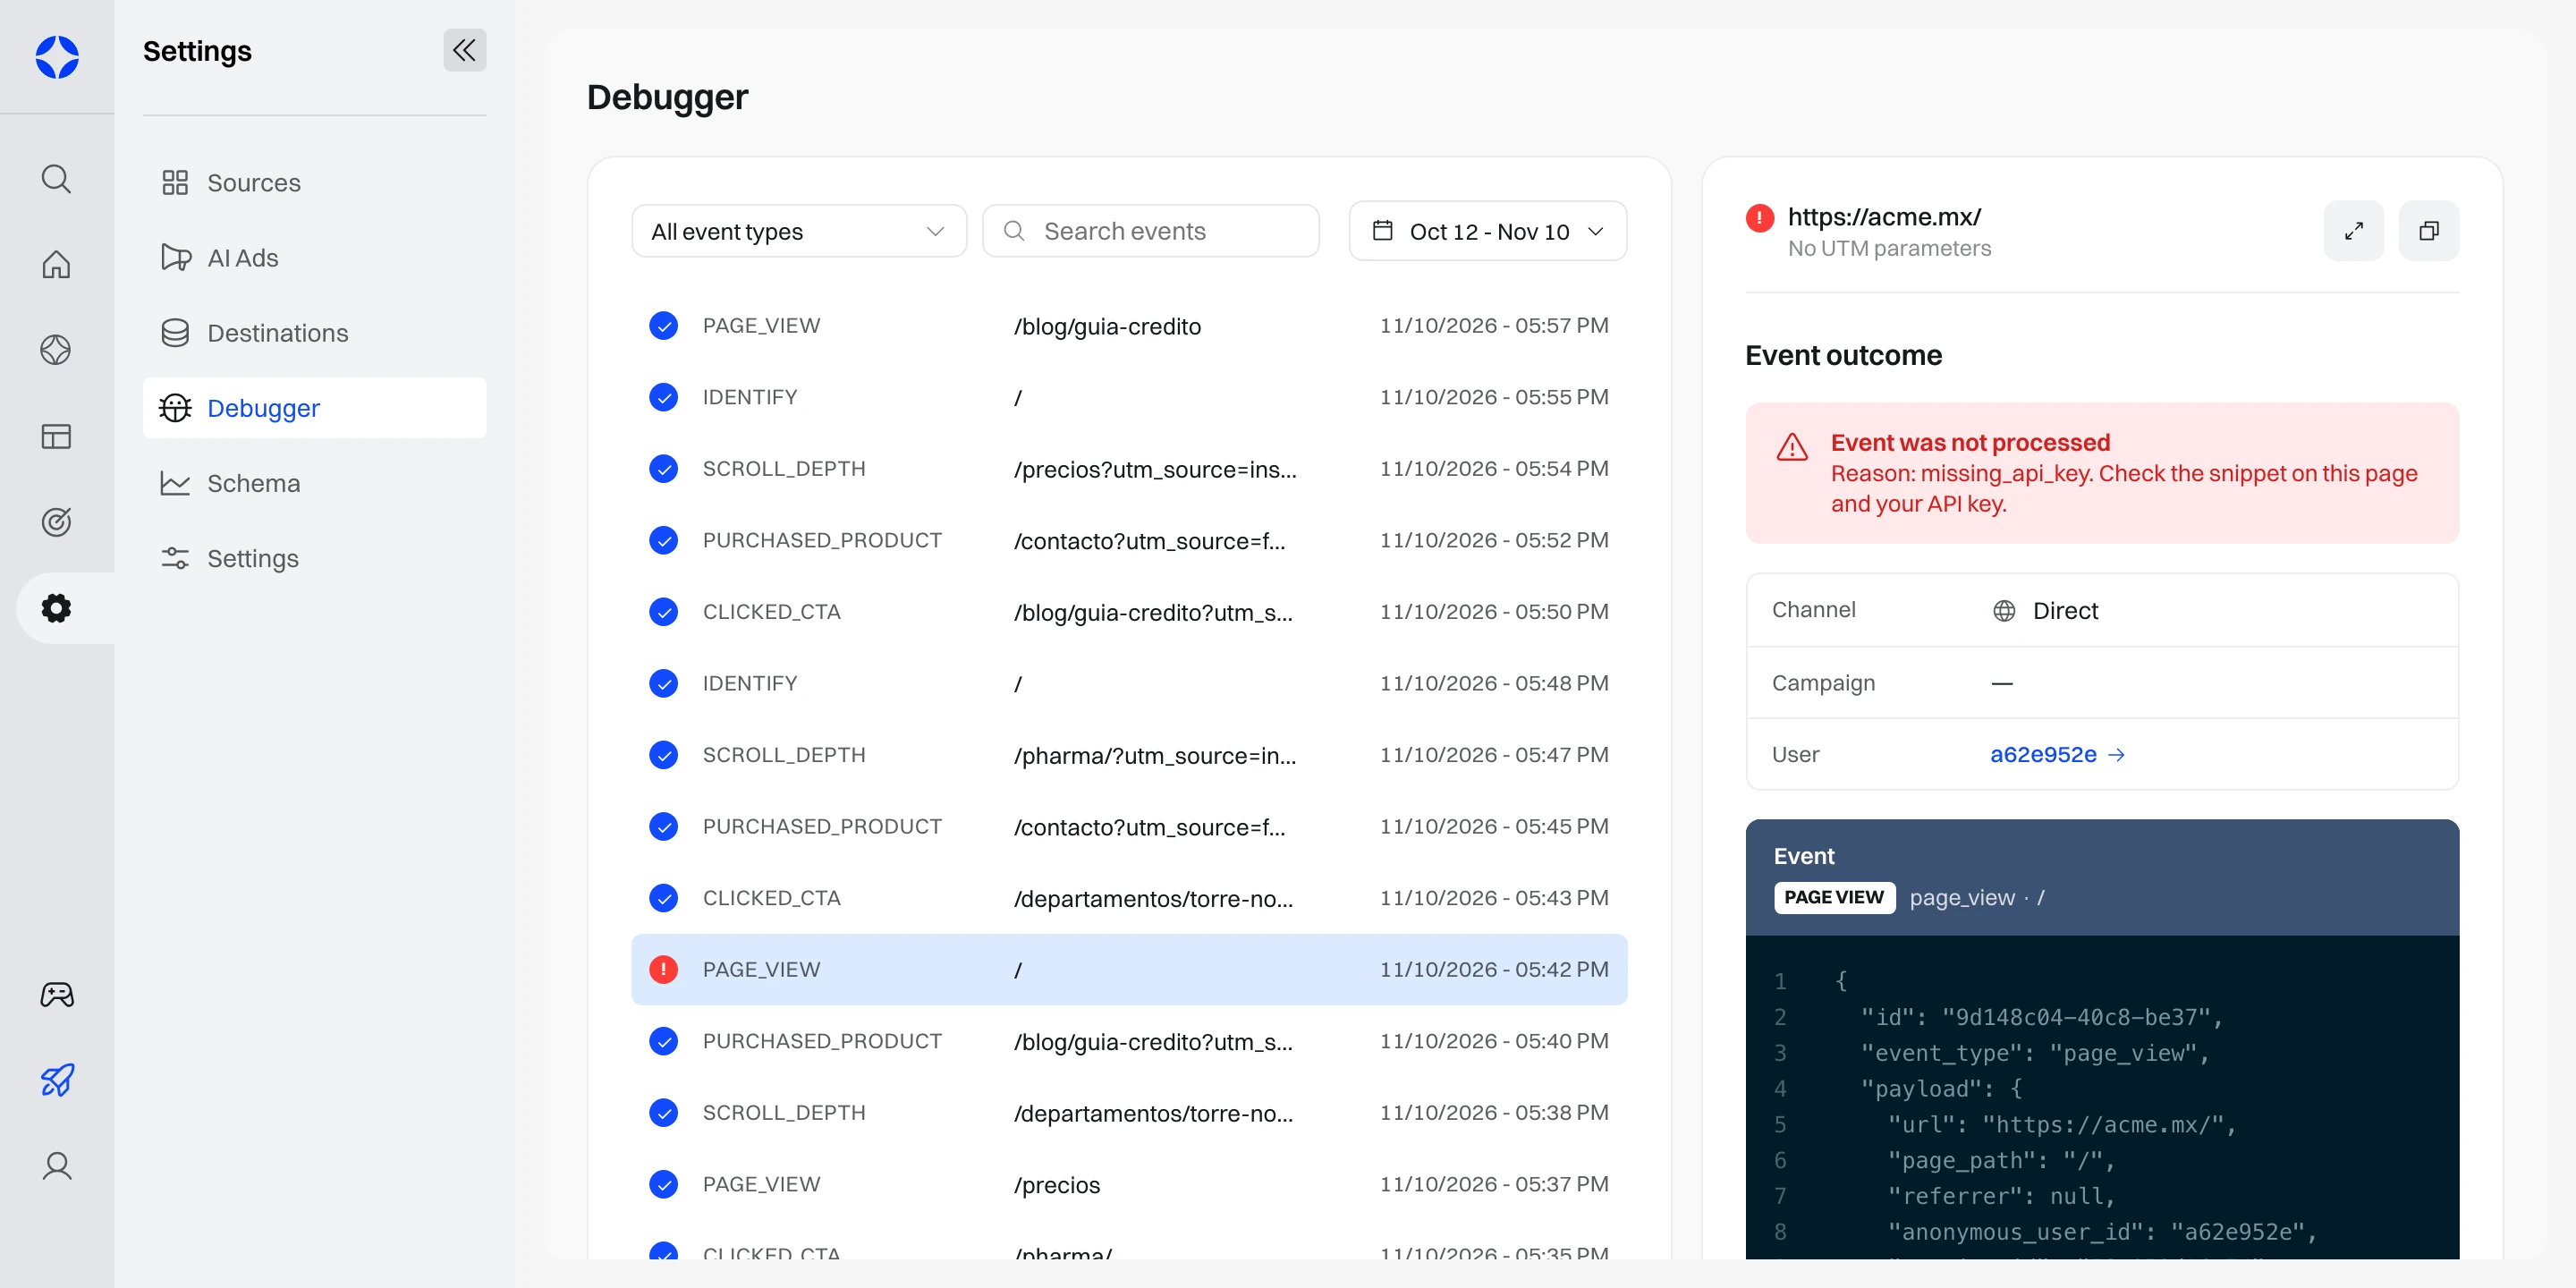 Settings
Sources
AI Ads
Destinations
Debugger
Schema
Settings
Debugger
All event types
Search events
Oct 12 - Nov 10
PAGE_VIEW /blog/guia-credito 11/10/2026 - 05:57 PM
IDENTIFY / 11/10/2026 - 05:55 PM
SCROLL_DEPTH /precios?utm_source=ins... 11/10/2026 - 05:54 PM
PURCHASED_PRODUCT /contacto?utm_source=f... 11/10/2026 - 05:52 PM
CLICKED_CTA /blog/guia-credito?utm_s... 11/10/2026 - 05:50 PM
IDENTIFY / 11/10/2026 - 05:48 PM
SCROLL_DEPTH /pharma/?utm_source=in... 11/10/2026 - 05:47 PM
PURCHASED_PRODUCT /contacto?utm_source=f... 11/10/2026 - 05:45 PM
CLICKED_CTA /departamentos/torre-no... 11/10/2026 - 05:43 PM
PAGE_VIEW / 11/10/2026 - 05:42 PM
PURCHASED_PRODUCT /blog/guia-credito?utm_s... 11/10/2026 - 05:40 PM
SCROLL_DEPTH /departamentos/torre-no... 11/10/2026 - 05:38 PM
PAGE_VIEW /precios 11/10/2026 - 05:37 PM
CLICKED_CTA /pharma/ 11/10/2026 - 05:35 PM
https://acme.mx/
No UTM parameters
Event outcome
Event was not processed
Reason: missing_api_key. Check the snippet on this page
and your API key.
Channel Direct
Campaign —
User a62e952e →
Event
PAGE VIEW page_view · /
1 {
2 "id": "9d148c04-40c8-be37",
3 "event_type": "page_view",
4 "payload": {
5 "url": "https://acme.mx/",
6 "page_path": "/",
7 "referrer": null,
8 "anonymous_user_id": "a62e952e",